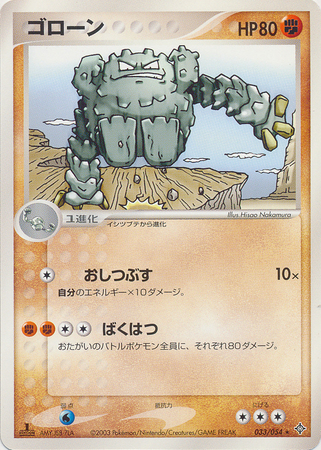 ゴローン HP80
Illus. Hisao Nakamura
1進化
イシツブテから進化
おしつぶす 10×
自分のエネルギー×10ダメージ。
ばくはつ
おたがいのバトルポケモン全員に、それぞれ80ダメージ。
弱点 抵抗力 にげる
©2003 Pokémon/Nintendo/Creatures/GAME FREAK. 033/054 ★